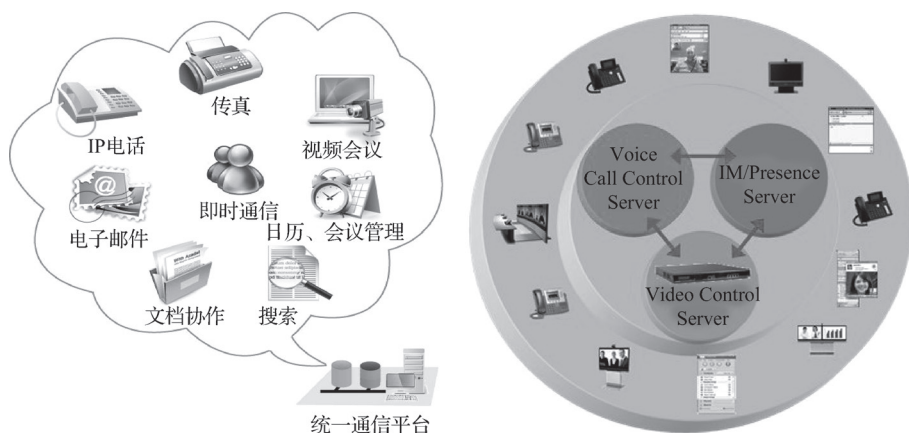 传真
IP电话
视频会议
即时通信
电子邮件
日历、会议管理
文档协作
搜索
统一通信平台
Voice
Call Control
Server
IM/Presence
Server
Video Control
Server